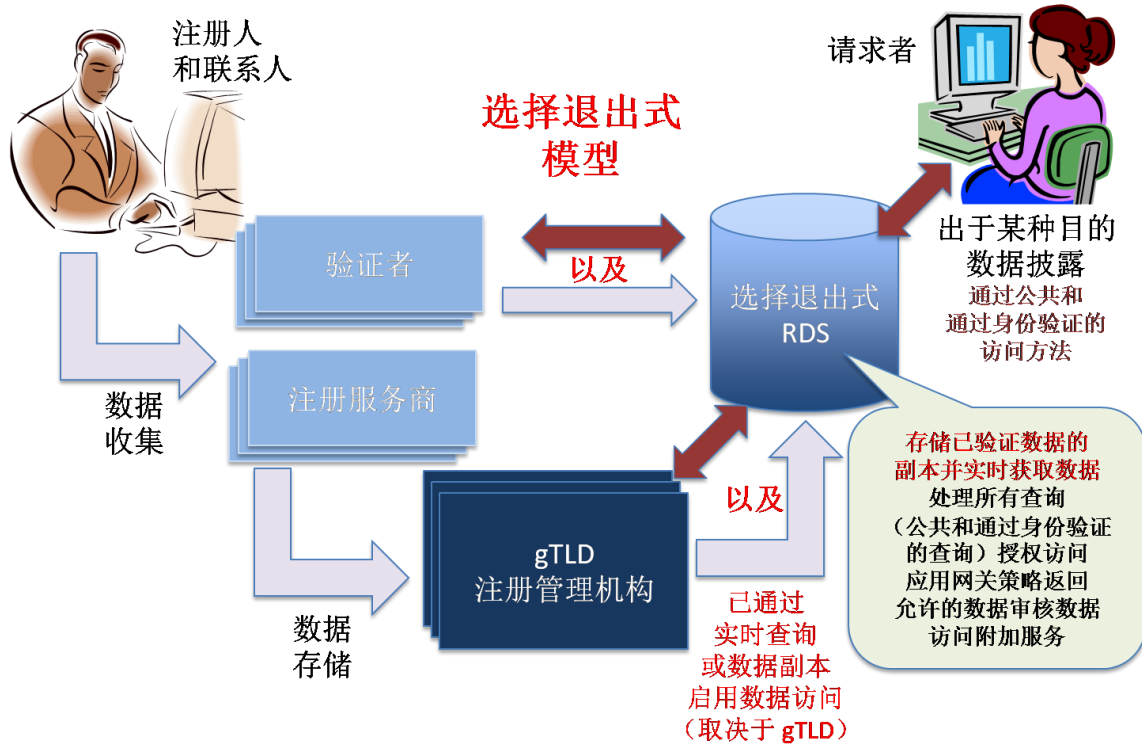 注册人
和联系人
请求者
选择退出式
模型
验证者
以及
选择退出式
RDS
出于某种目的
数据披露
通过公共和
通过身份验证的
访问方法
注册服务商
数据
收集
存储已验证数据的
副本并实时获取数据
处理所有查询
（公共和通过身份验证
的查询）授权访问
应用网关策略返回
允许的数据审核数据
访问附加服务
以及
gTLD
注册管理机构
数据
存储
已通过
实时查询
或数据副本
启用数据访问
（取决于 gTLD）